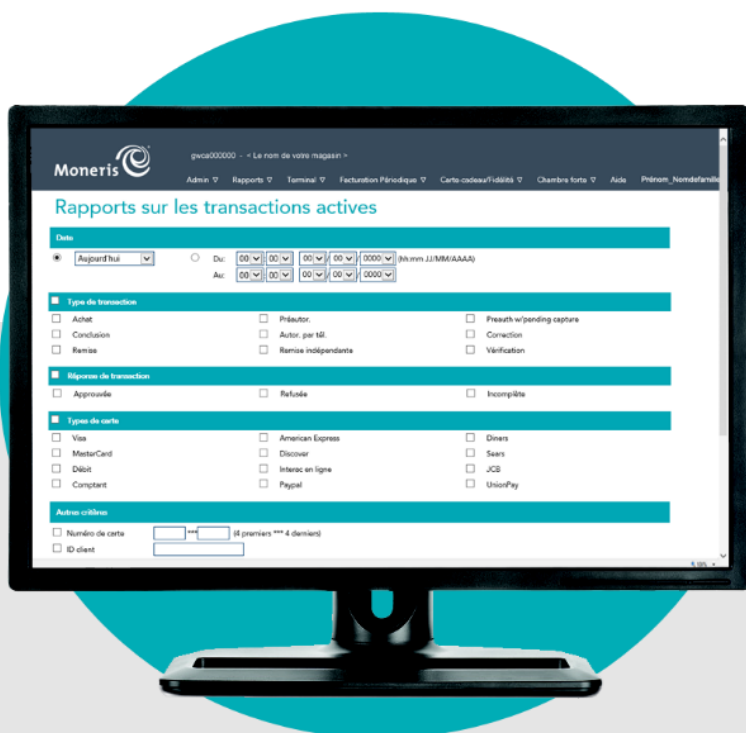 Moneris
gwca000000 - < Le nom de votre magasin >
Admin Rapports Terminal Facturation Périodique Carte-cadeau/Fidélité Chambre forte Aide Prénom_Nomdefamille
Rapports sur les transactions actives
Date
Aujourd'hui Du: 00 : 00 00 / 00 / 0000 (hh:mm JJ/MM/AAAA)
Au: 00 : 00 00 / 00 / 0000
Type de transaction
Achat Préautor. Preauth w/pending capture
Conclusion Autor. par tél. Correction
Remise Remise indépendante Vérification
Réponse de transaction
Approuvée Refusée Incomplète
Types de carte
Visa American Express Diners
MasterCard Discover Sears
Débit Interac en ligne JCB
Comptant Paypal UnionPay
Autres critères
Numéro de carte *** (4 premiers *** 4 derniers)
ID client